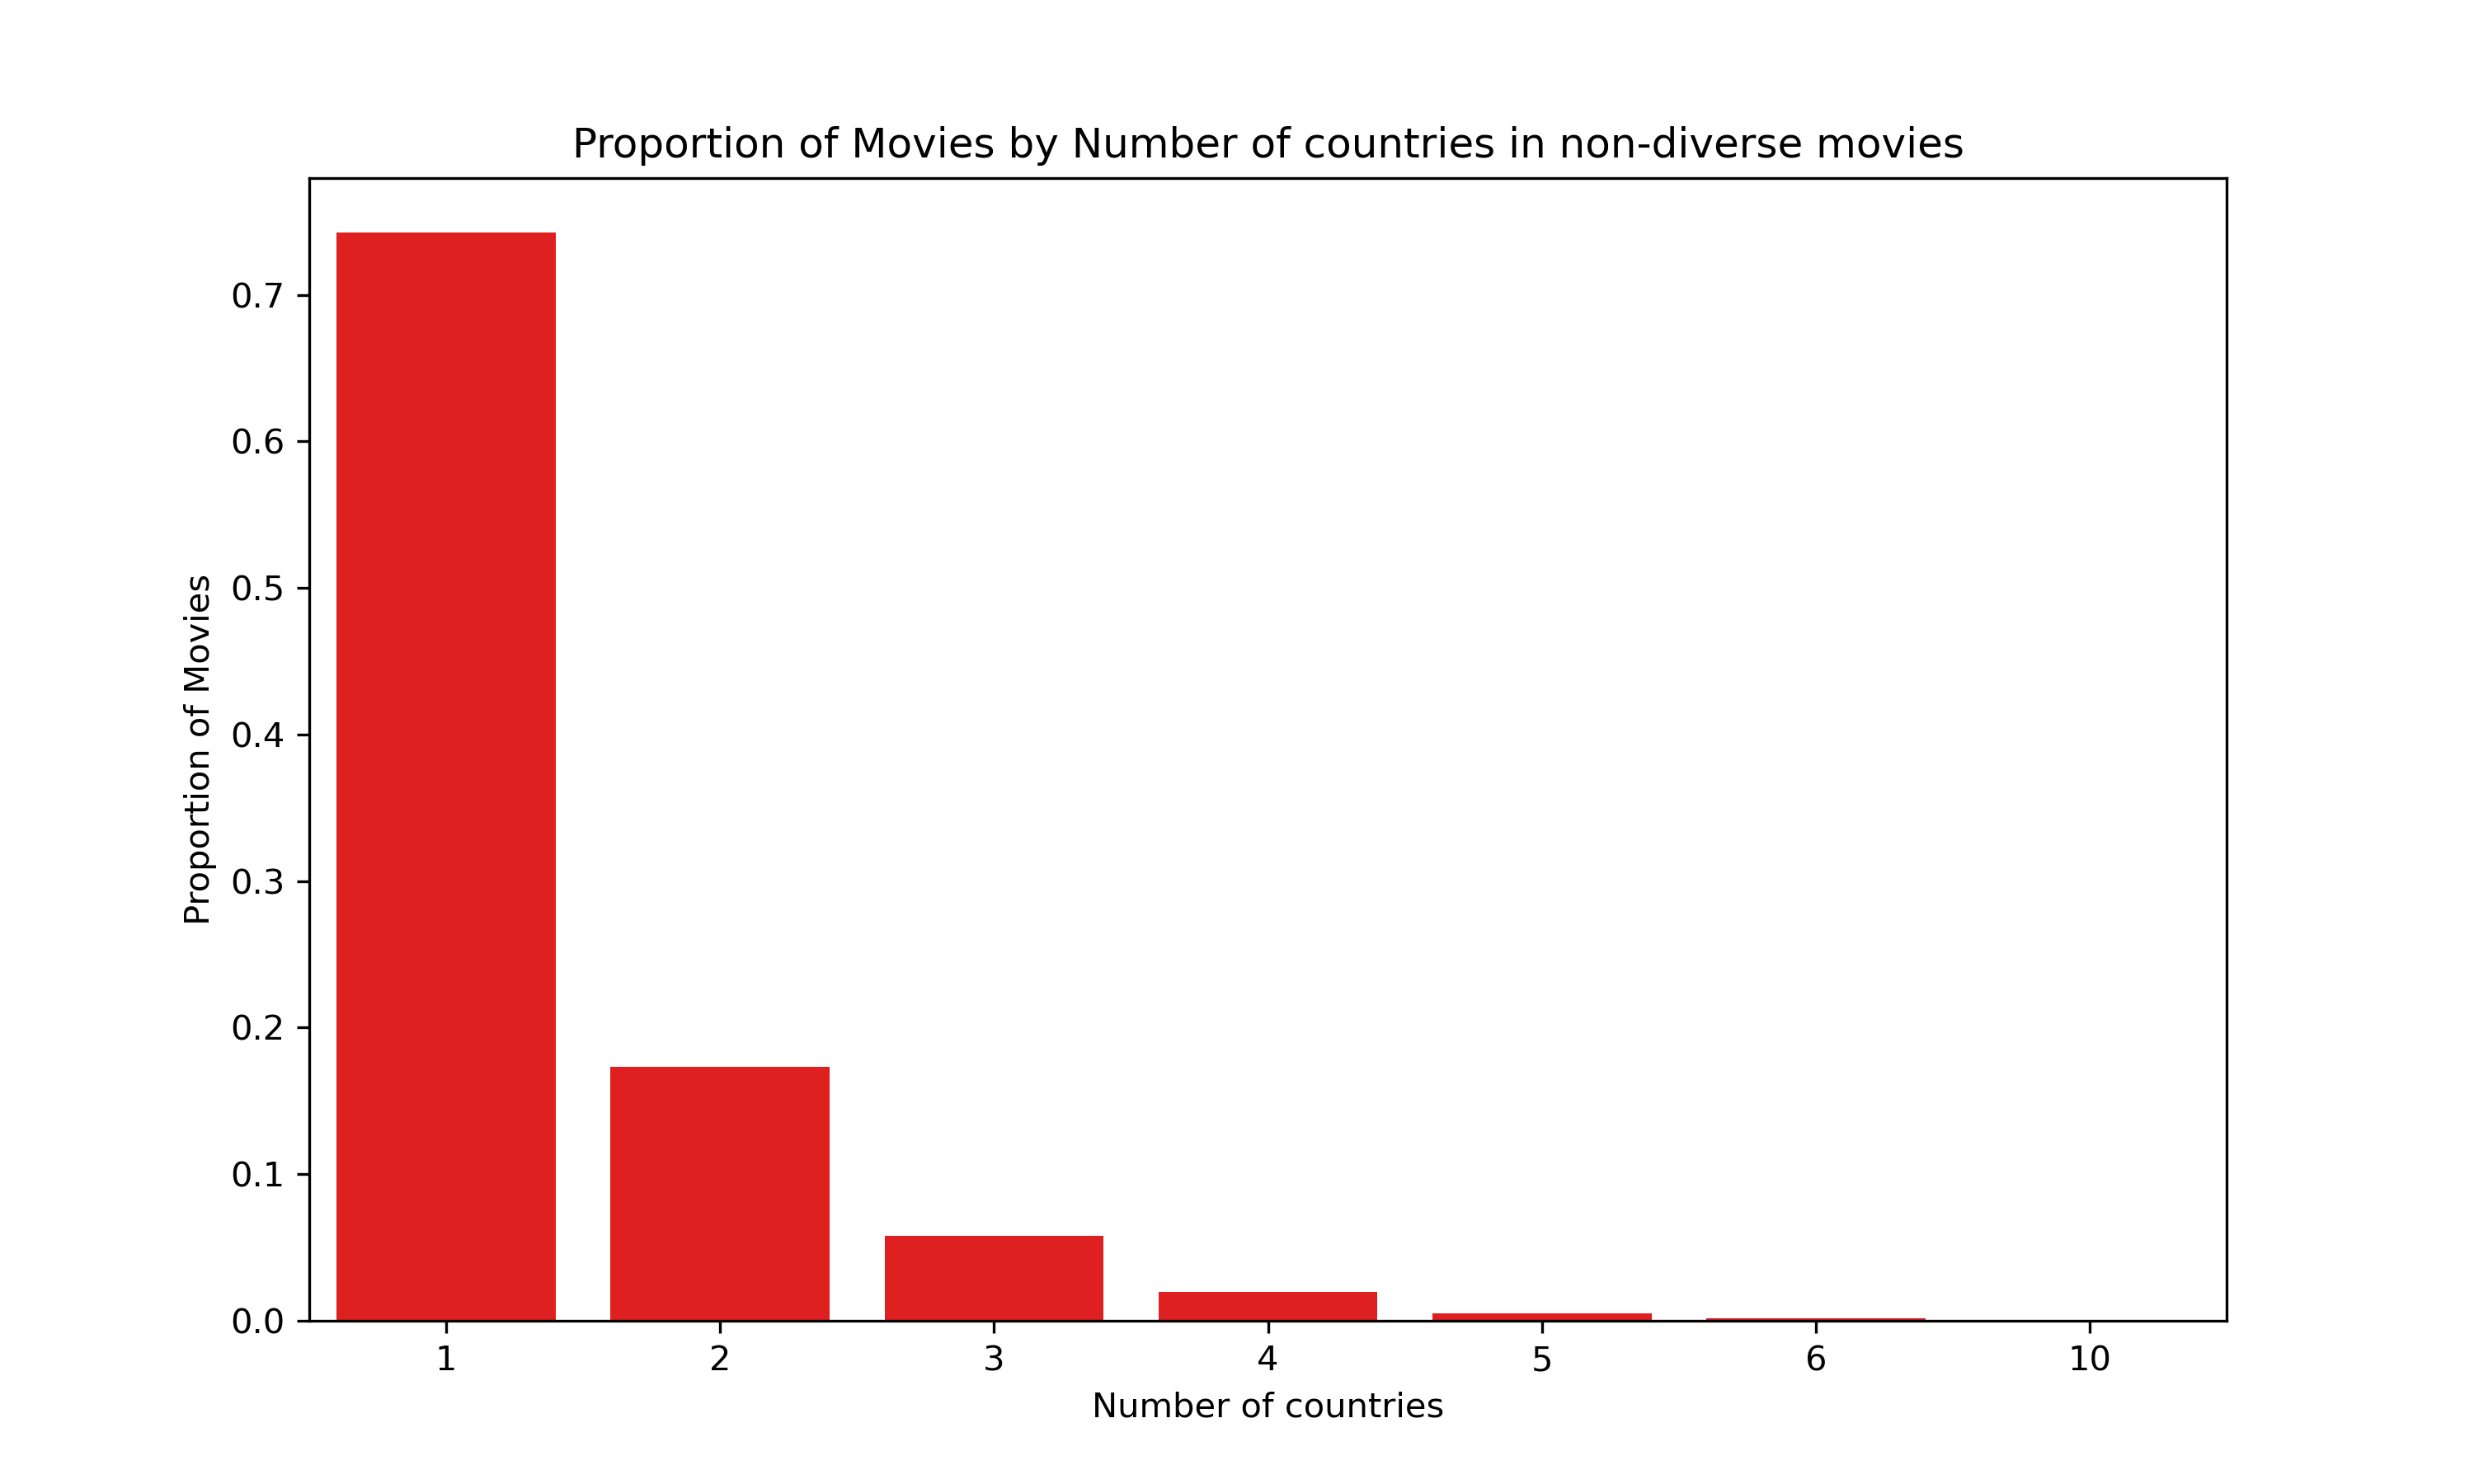 Proportion of Movies by Number of countries in non-diverse movies
Proportion of Movies
0.7
0.6
0.5
0.4
0.3
0.2
0.1
0.0
1 2 3 4 5 6 10
Number of countries